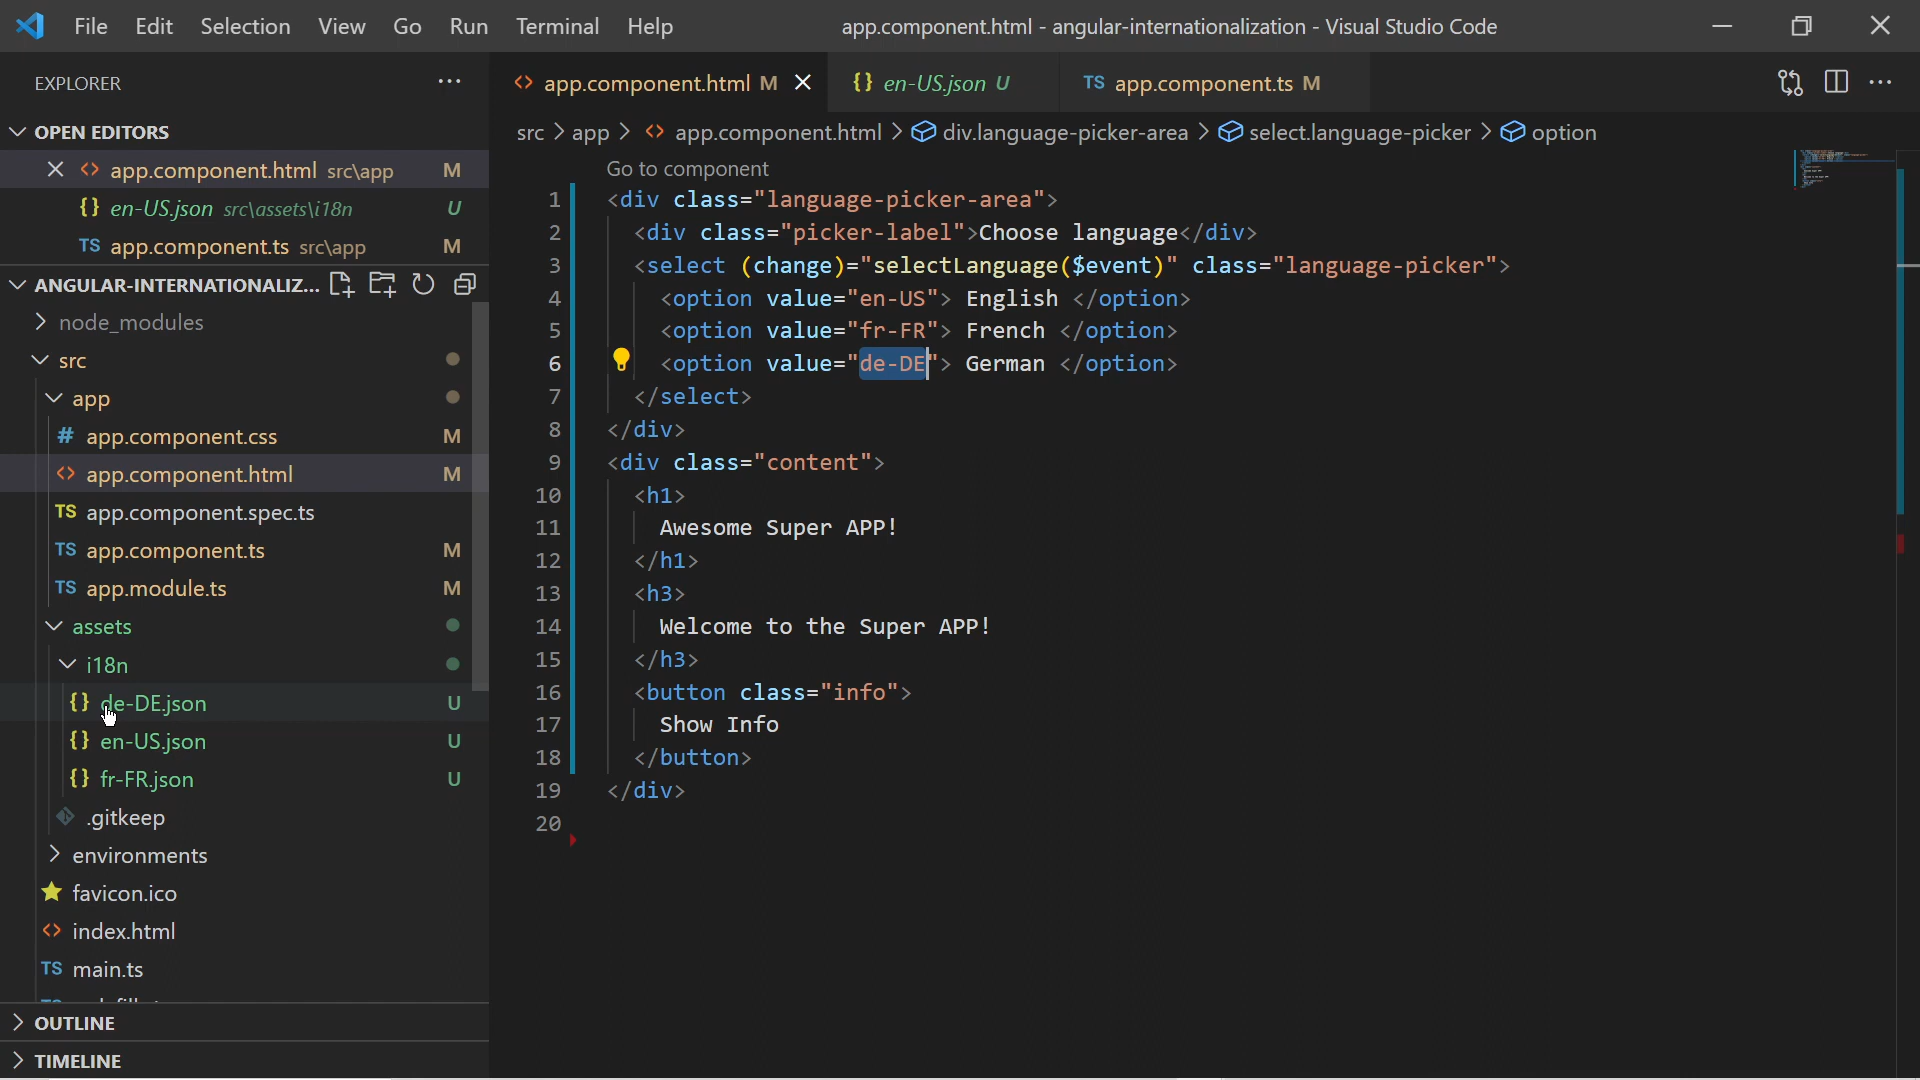 File Edit Selection View Go Run Terminal Help app.component.html - angular-internationalization - Visual Studio Code
EXPLORER
OPEN EDITORS
app.component.html src\app M
en-US.json src\assets\i18n U
TS app.component.ts src\app M
ANGULAR-INTERNATIONALIZ...
node_modules
src
app
# app.component.css M
<> app.component.html M
TS app.component.spec.ts
TS app.component.ts M
TS app.module.ts M
assets
i18n
{} de-DE.json U
{} en-US.json U
{} fr-FR.json U
.gitkeep
environments
favicon.ico
<> index.html
TS main.ts
OUTLINE
TIMELINE
<> app.component.html M {} en-US.json U TS app.component.ts M
src > app > <> app.component.html > div.language-picker-area > select.language-picker > option
Go to component
1 <div class="language-picker-area">
2 <div class="picker-label">Choose language</div>
3 <select (change)="selectLanguage($event)" class="language-picker">
4 <option value="en-US"> English </option>
5 <option value="fr-FR"> French </option>
6 <option value="de-DE"> German </option>
7 </select>
8 </div>
9 <div class="content">
10 <h1>
11 Awesome Super APP!
12 </h1>
13 <h3>
14 Welcome to the Super APP!
15 </h3>
16 <button class="info">
17 Show Info
18 </button>
19 </div>
20